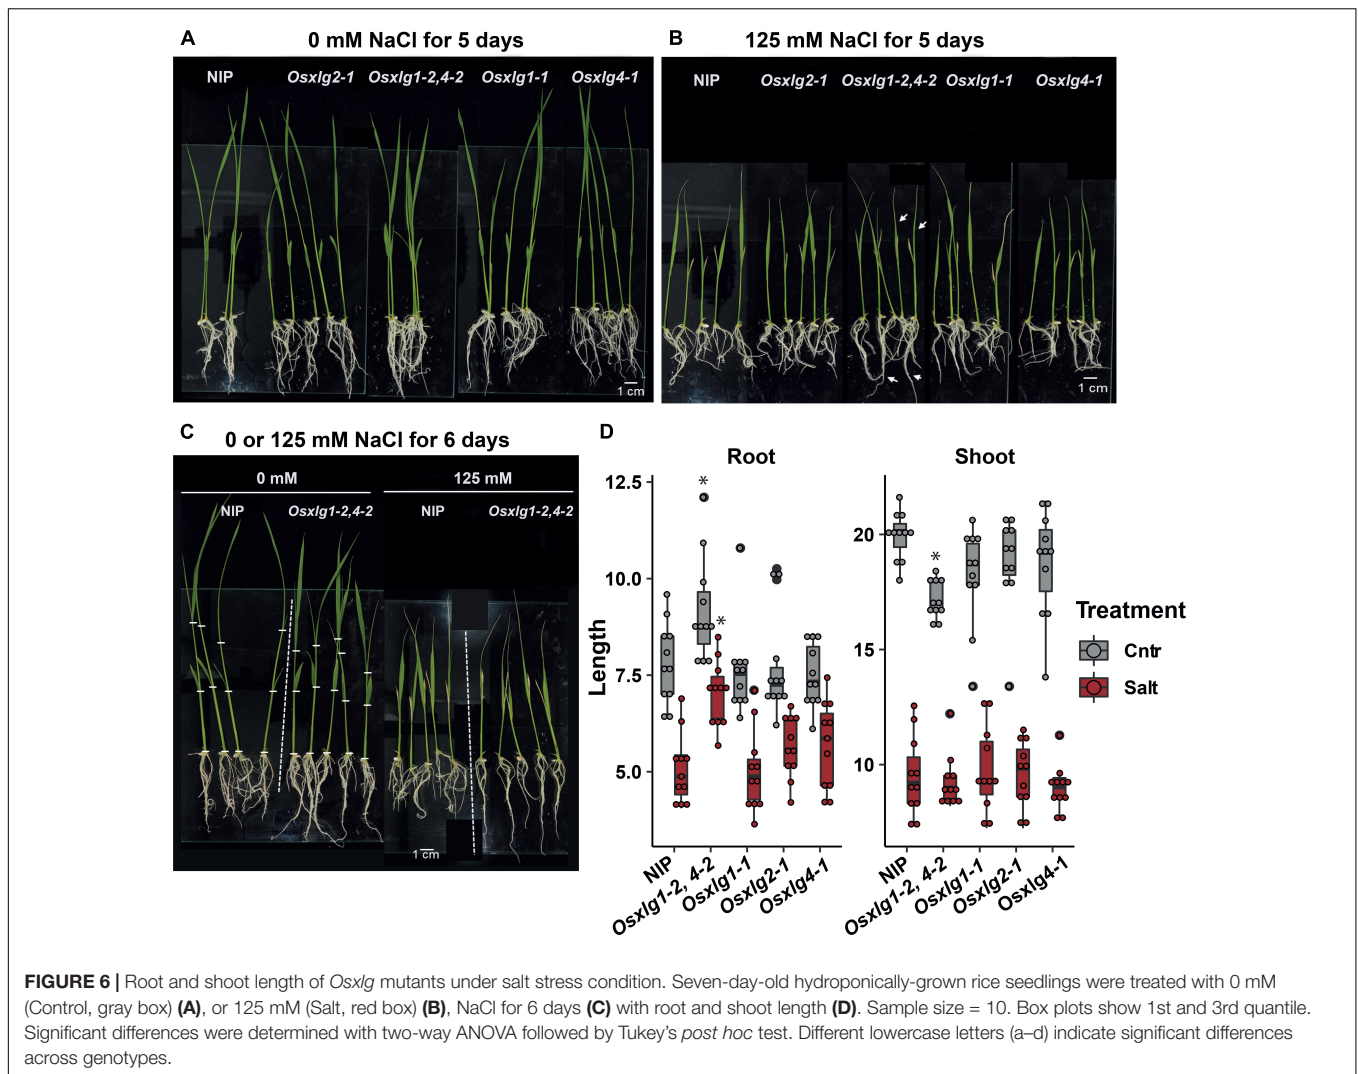 A
0 mM NaCl for 5 days
NIP Osxlg2-1 Osxlg1-2,4-2 Osxlg1-1 Osxlg4-1
1 cm
B
125 mM NaCl for 5 days
NIP Osxlg2-1 Osxlg1-2,4-2 Osxlg1-1 Osxlg4-1
1 cm
C
0 or 125 mM NaCl for 6 days
0 mM 125 mM
NIP Osxlg1-2,4-2 NIP Osxlg1-2,4-2
1 cm
D
Root Shoot
Length
12.5
10.0
7.5
5.0
* *
20
15
10
*
NIP
Osxlg1-2, 4-2
Osxlg1-1
Osxlg2-1
Osxlg4-1
NIP
Osxlg1-2, 4-2
Osxlg1-1
Osxlg2-1
Osxlg4-1
Treatment
Cntr
Salt
FIGURE 6 | Root and shoot length of Osxlg mutants under salt stress condition. Seven-day-old hydroponically-grown rice seedlings were treated with 0 mM
(Control, gray box) (A), or 125 mM (Salt, red box) (B), NaCl for 6 days (C) with root and shoot length (D). Sample size = 10. Box plots show 1st and 3rd quantile.
Significant differences were determined with two-way ANOVA followed by Tukey's post hoc test. Different lowercase letters (a–d) indicate significant differences
across genotypes.